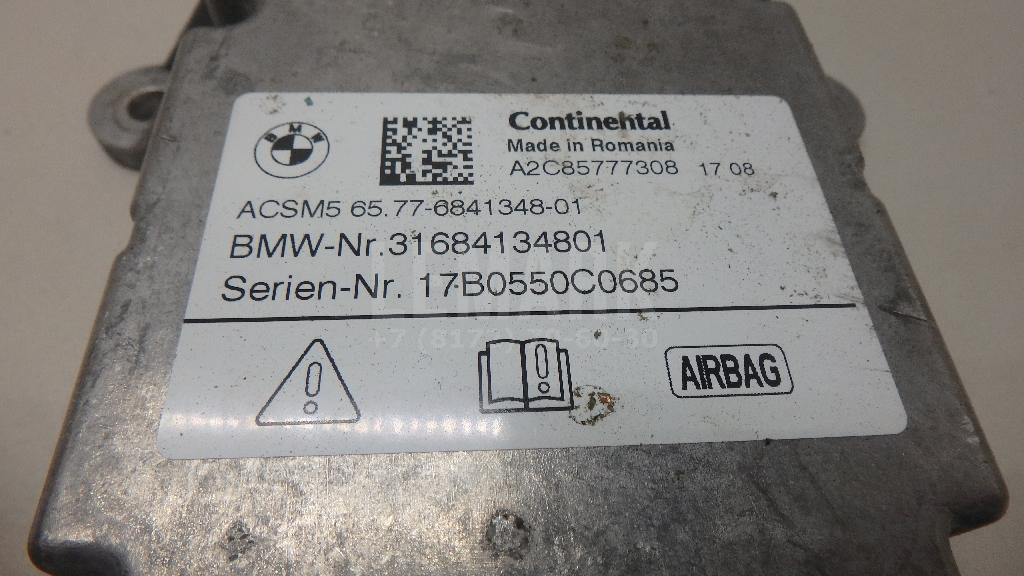 BMW
Continental
Made in Romania
A2C85777308 17 08
ACSM5 65.77-6841348-01
BMW-Nr.31684134801
Serien-Nr. 17B0550C0685
AIRBAG